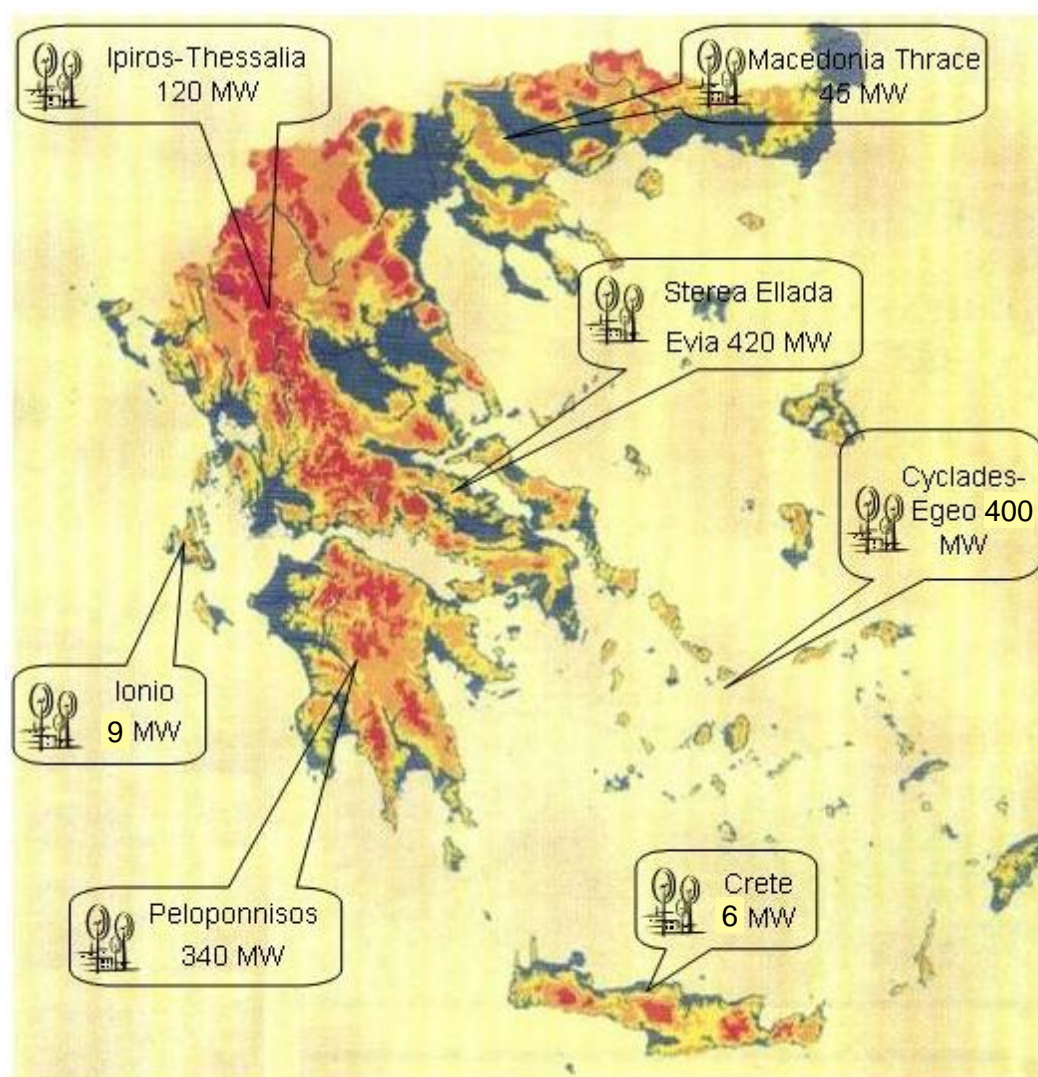 Ipiros-Thessalia
120 MW
Macedonia Thrace
45 MW
Sterea Ellada
Evia 420 MW
Cyclades-
Egeo 400
MW
Ionio
9 MW
Peloponnisos
340 MW
Crete
6 MW